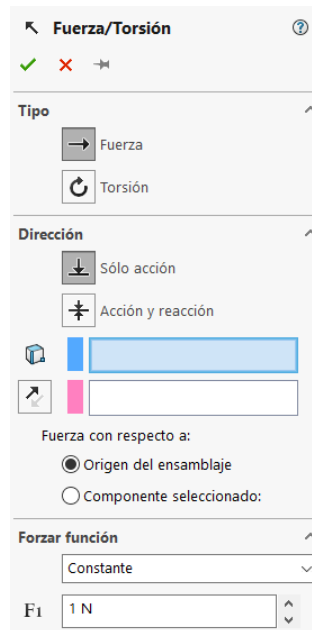 Fuerza/Torsión
Tipo
Fuerza
Torsión
Dirección
Sólo acción
Acción y reacción
Fuerza con respecto a:
Origen del ensamblaje
Componente seleccionado:
Forzar función
Constante
F1 1 N